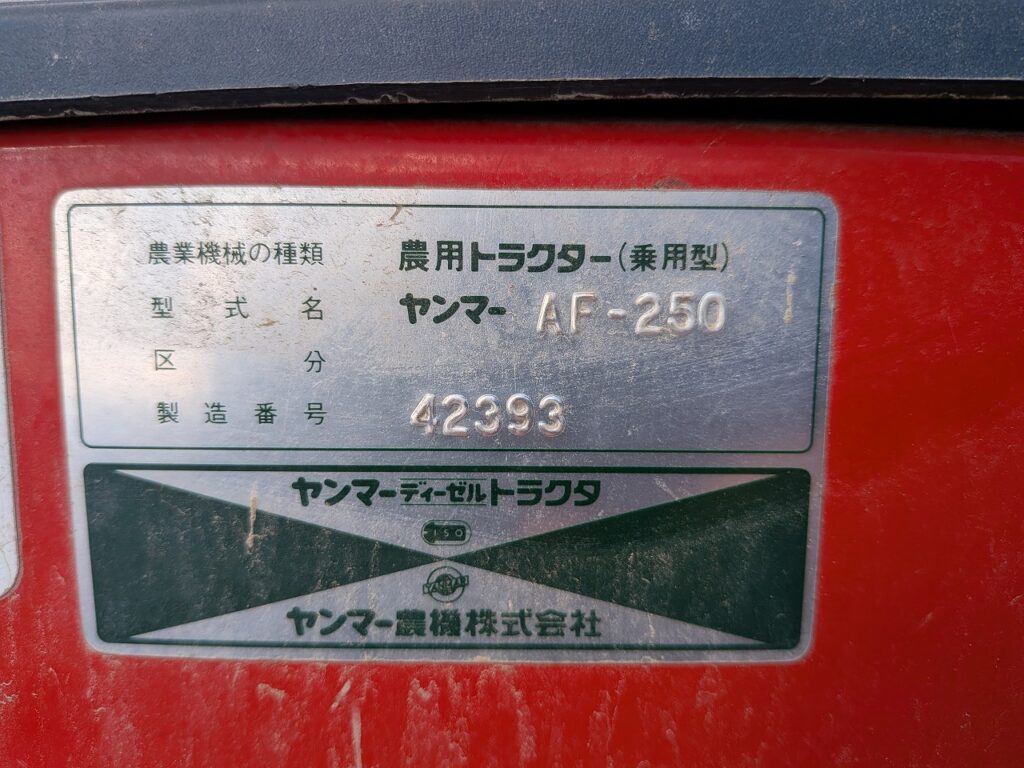 農業機械の種類 農用トラクター(乗用型)
型式名 ヤンマー AF-250
区分
製造番号 42393
ヤンマーディーゼルトラクタ
ISO
YANMAR
ヤンマー農機株式会社